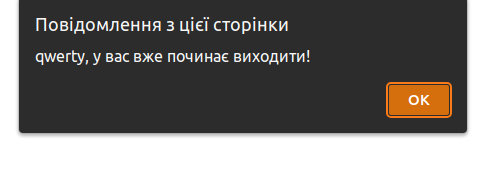 Повідомлення з цієї сторінки
qwerty, у вас вже починає виходити!
OK